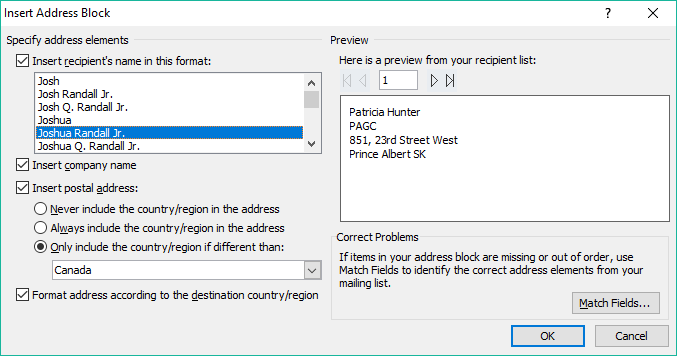 Insert Address Block
Specify address elements
Insert recipient's name in this format:
Josh
Josh Randall Jr.
Josh Q. Randall Jr.
Joshua
Joshua Randall Jr.
Joshua Q. Randall Jr.
Insert company name
Insert postal address:
Never include the country/region in the address
Always include the country/region in the address
Only include the country/region if different than:
Canada
Format address according to the destination country/region
Preview
Here is a preview from your recipient list:
1
Patricia Hunter
PAGC
851, 23rd Street West
Prince Albert SK
Correct Problems
If items in your address block are missing or out of order, use
Match Fields to identify the correct address elements from your
mailing list.
Match Fields...
OK
Cancel